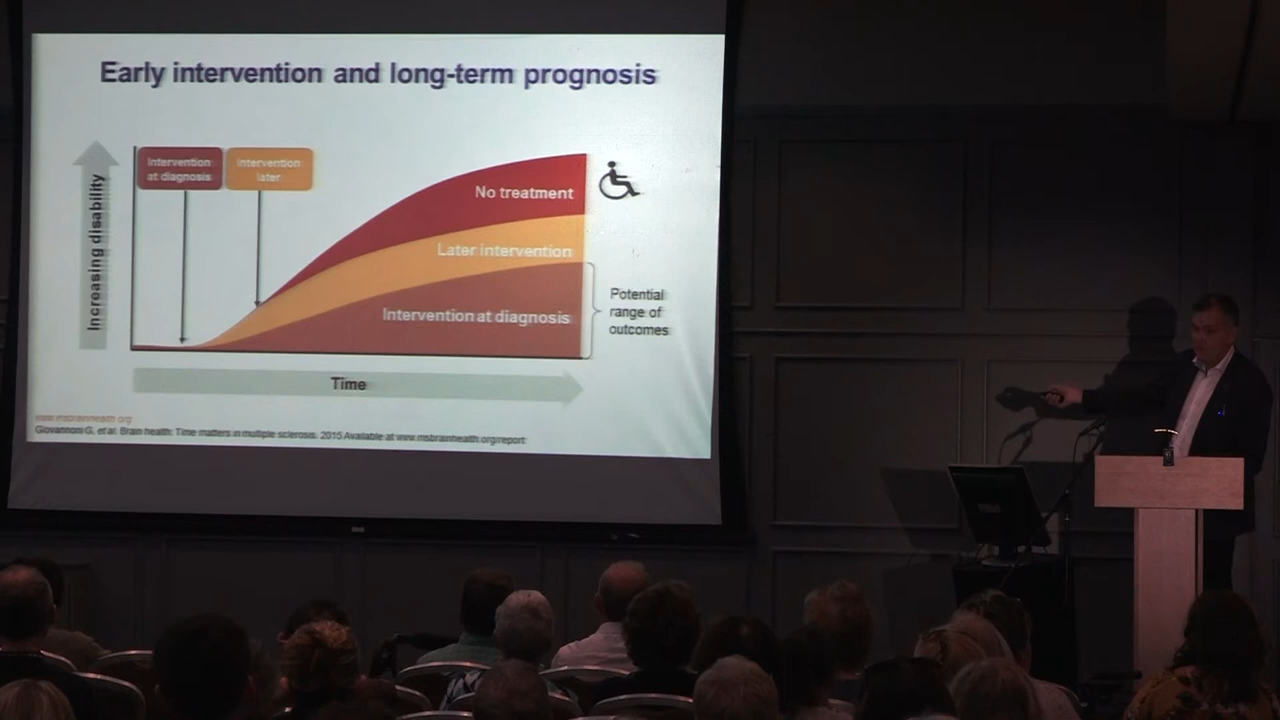 Early intervention and long-term prognosis
Intervention
at diagnosis
Intervention
later
Increasing disability
No treatment
Later intervention
Intervention at diagnosis
Potential
range of
outcomes
Time
www.msbrainhealth.org
Giovannoni G, et al. Brain health: Time matters in multiple sclerosis. 2015 Available at www.msbrainhealth.org/report